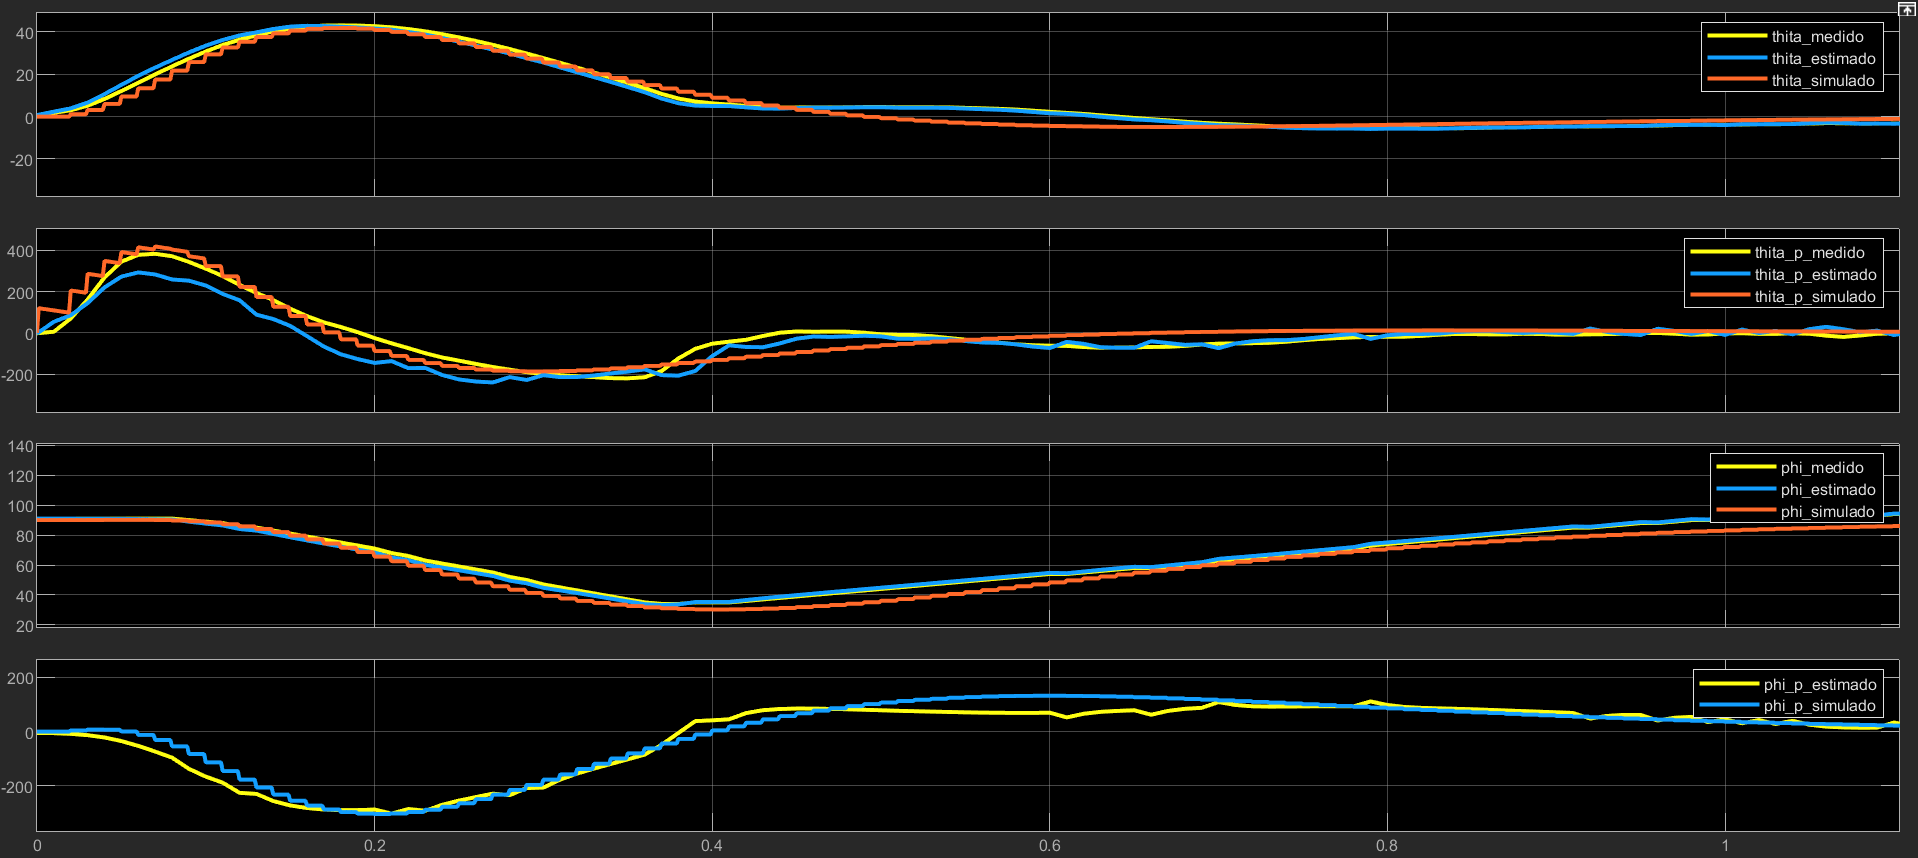 40
20
0
-20
thita_medido
thita_estimado
thita_simulado
400
200
0
-200
thita_p_medido
thita_p_estimado
thita_p_simulado
140
120
100
80
60
40
20
phi_medido
phi_estimado
phi_simulado
200
0
-200
phi_p_estimado
phi_p_simulado
0 0.2 0.4 0.6 0.8 1